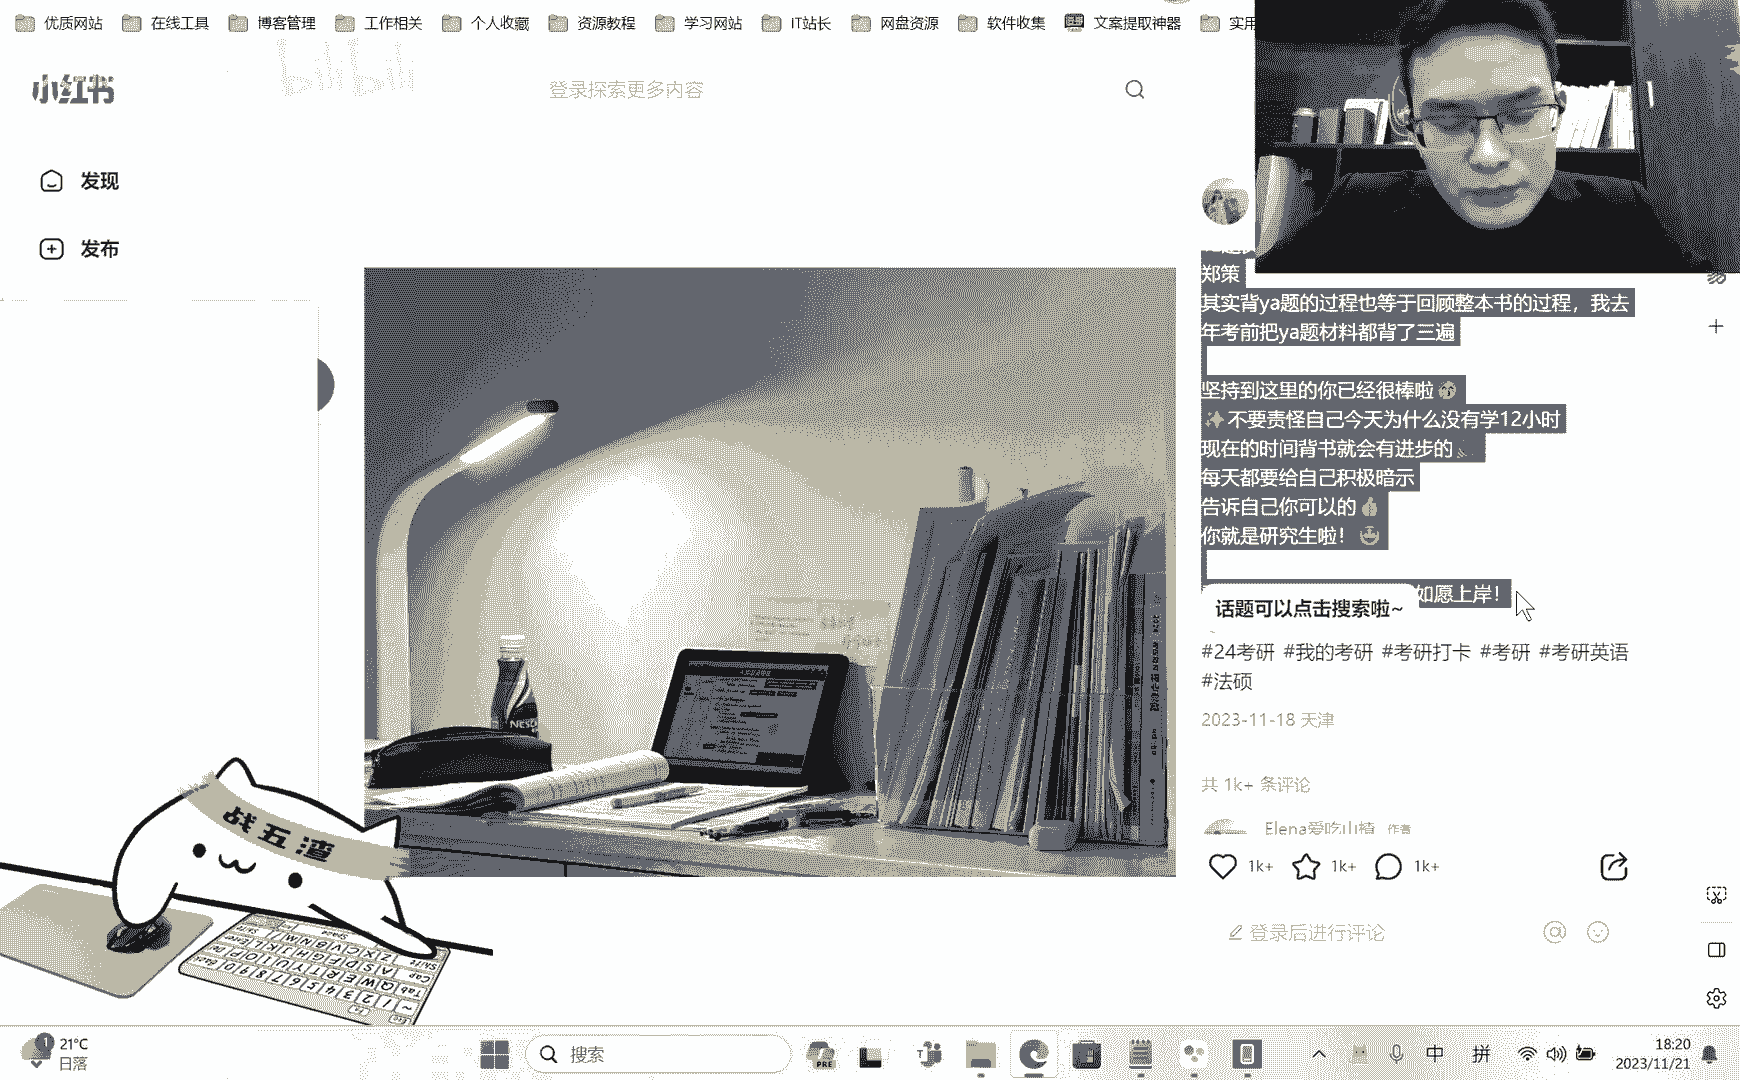 优质网站 在线工具 博客管理 工作相关 个人收藏 资源教程 学习网站 IT站长 网盘资源 软件收集 文案提取神器 实用
bilibili
小红书
登录探索更多内容
发现
发布
郑策
其实背ya题的过程也等于回顾整本书的过程，我去
年考前把ya题材料都背了三遍
坚持到这里的你已经很棒啦
✨不要责怪自己今天为什么没有学12小时
现在的时间背书就会有进步的
每天都要给自己积极暗示
告诉自己你可以的👍
你就是研究生啦！
如愿上岸！
话题可以点击搜索啦~
#24考研 #我的考研 #考研打卡 #考研 #考研英语
#法硕
2023-11-18 天津
共 1k+ 条评论
Elena爱吃山楂 作者
1k+ 1k+ 1k+
登录后进行评论
战五渣
21°C
日落
搜索
PRE
中 拼
18:20
2023/11/21